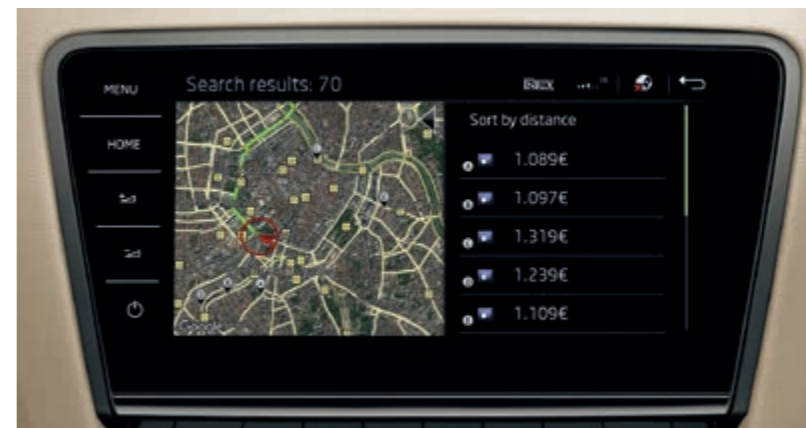 MENU
Search results: 70
Sort by distance
HOME
1.089€
1.097€
1.319€
1.239€
1.109€
Google